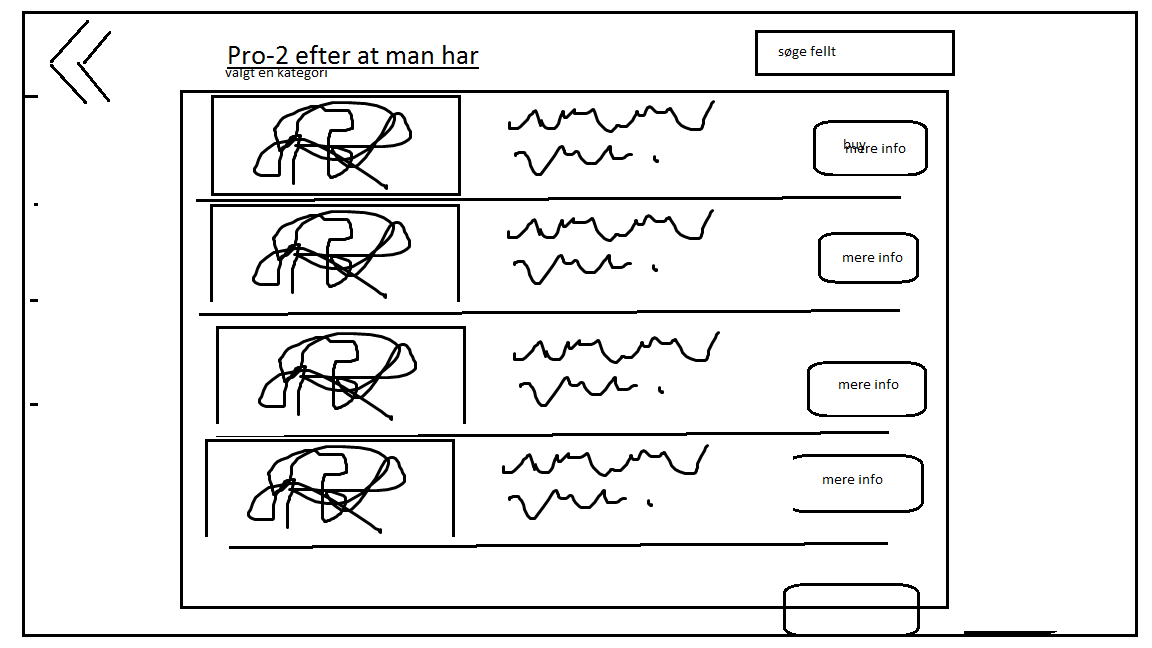 Pro-2 efter at man har
valgt en kategori
søge fellt
buy
mere info
mere info
mere info
mere info